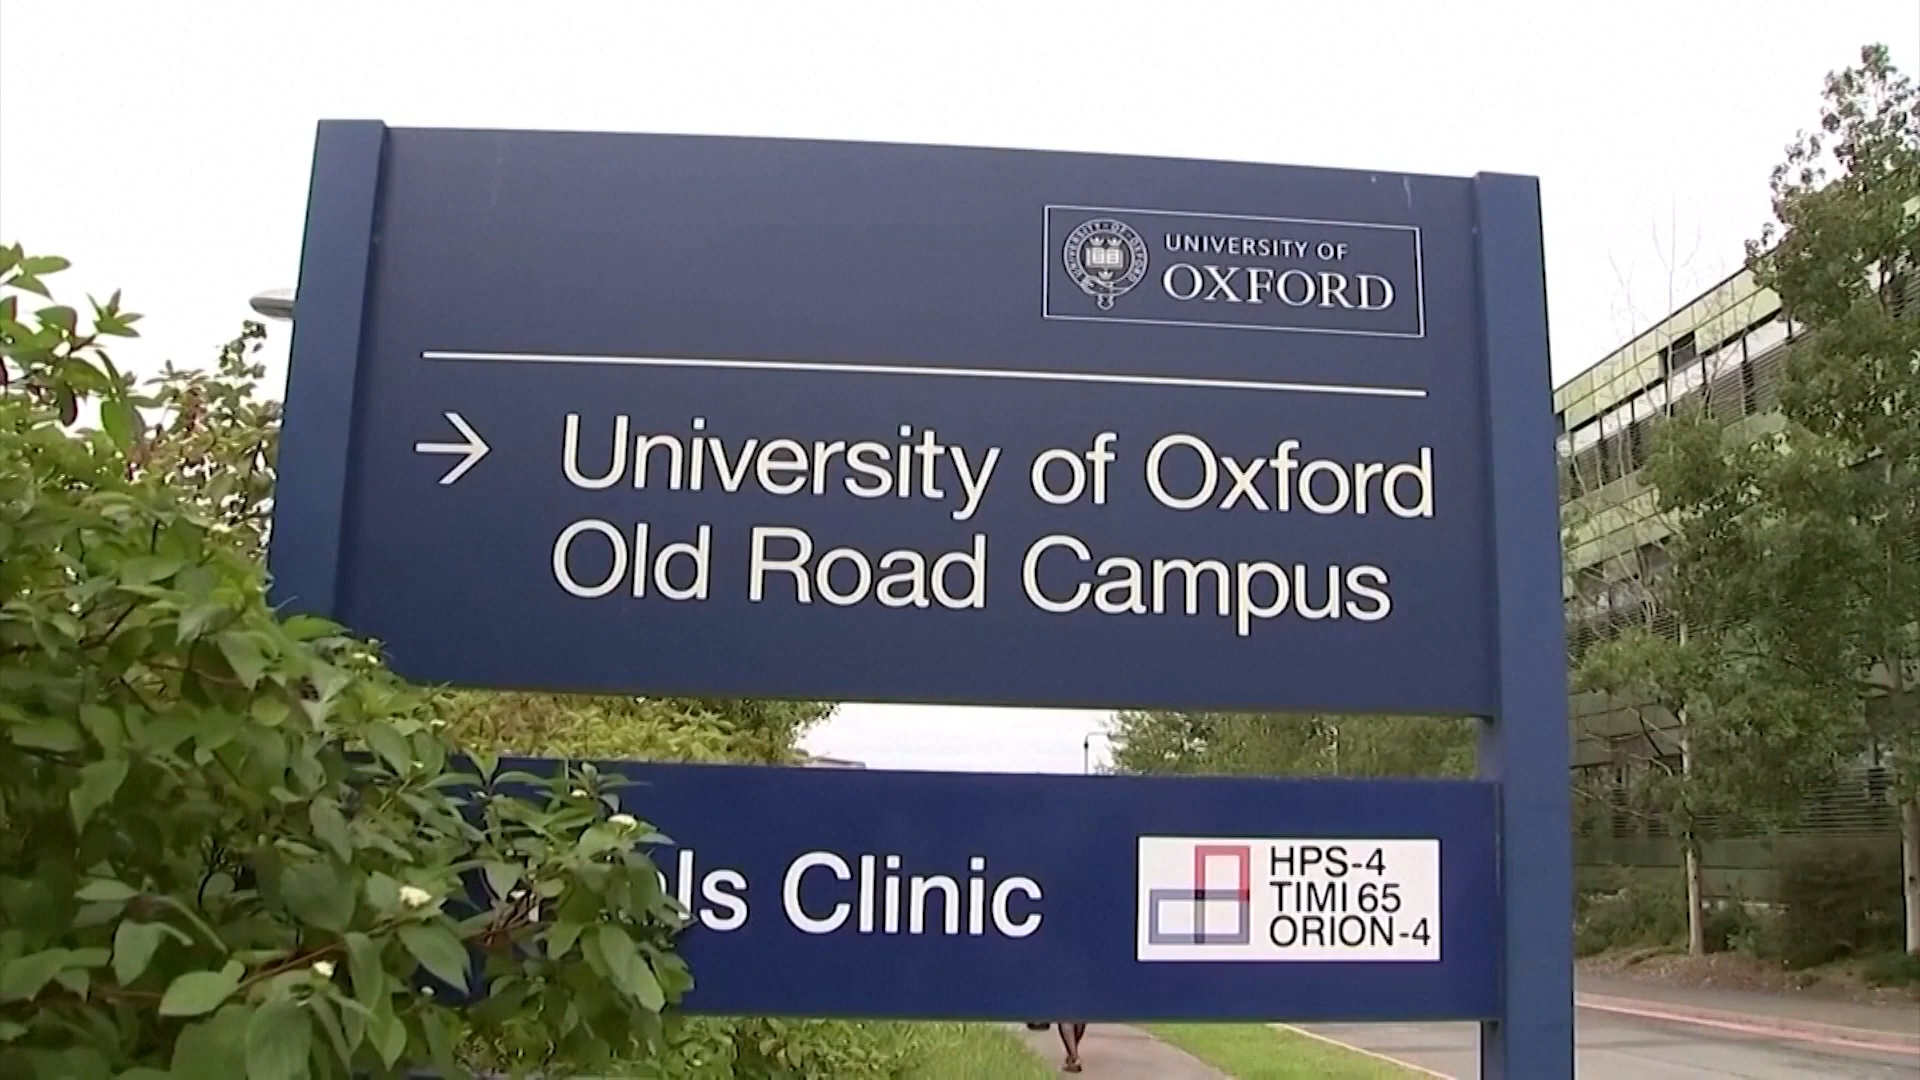 UNIVERSITY OF
OXFORD
→ University of Oxford
Old Road Campus
Clinic
HPS-4
TIMI 65
ORION-4